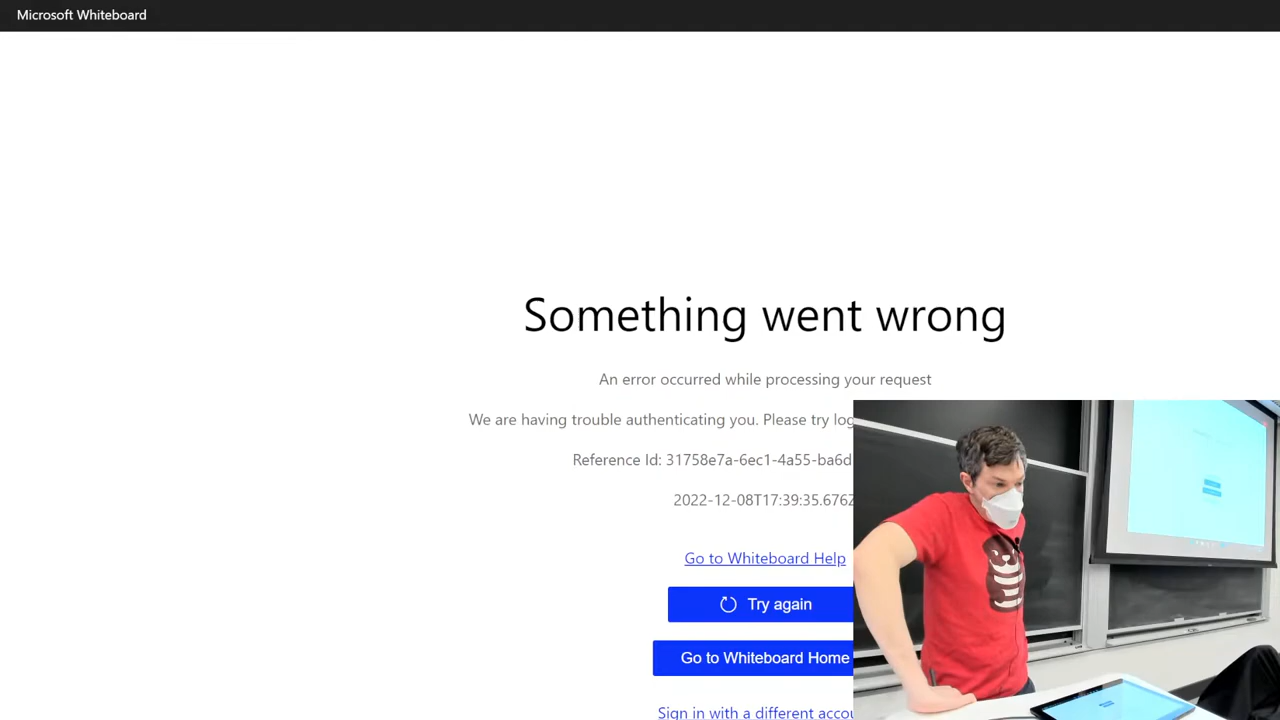 Microsoft Whiteboard
Something went wrong
An error occurred while processing your request
We are having trouble authenticating you. Please try log
Reference Id: 31758e7a-6ec1-4a55-ba6d
2022-12-08T17:39:35.676Z
Go to Whiteboard Help
Try again
Go to Whiteboard Home
Sign in with a different accou